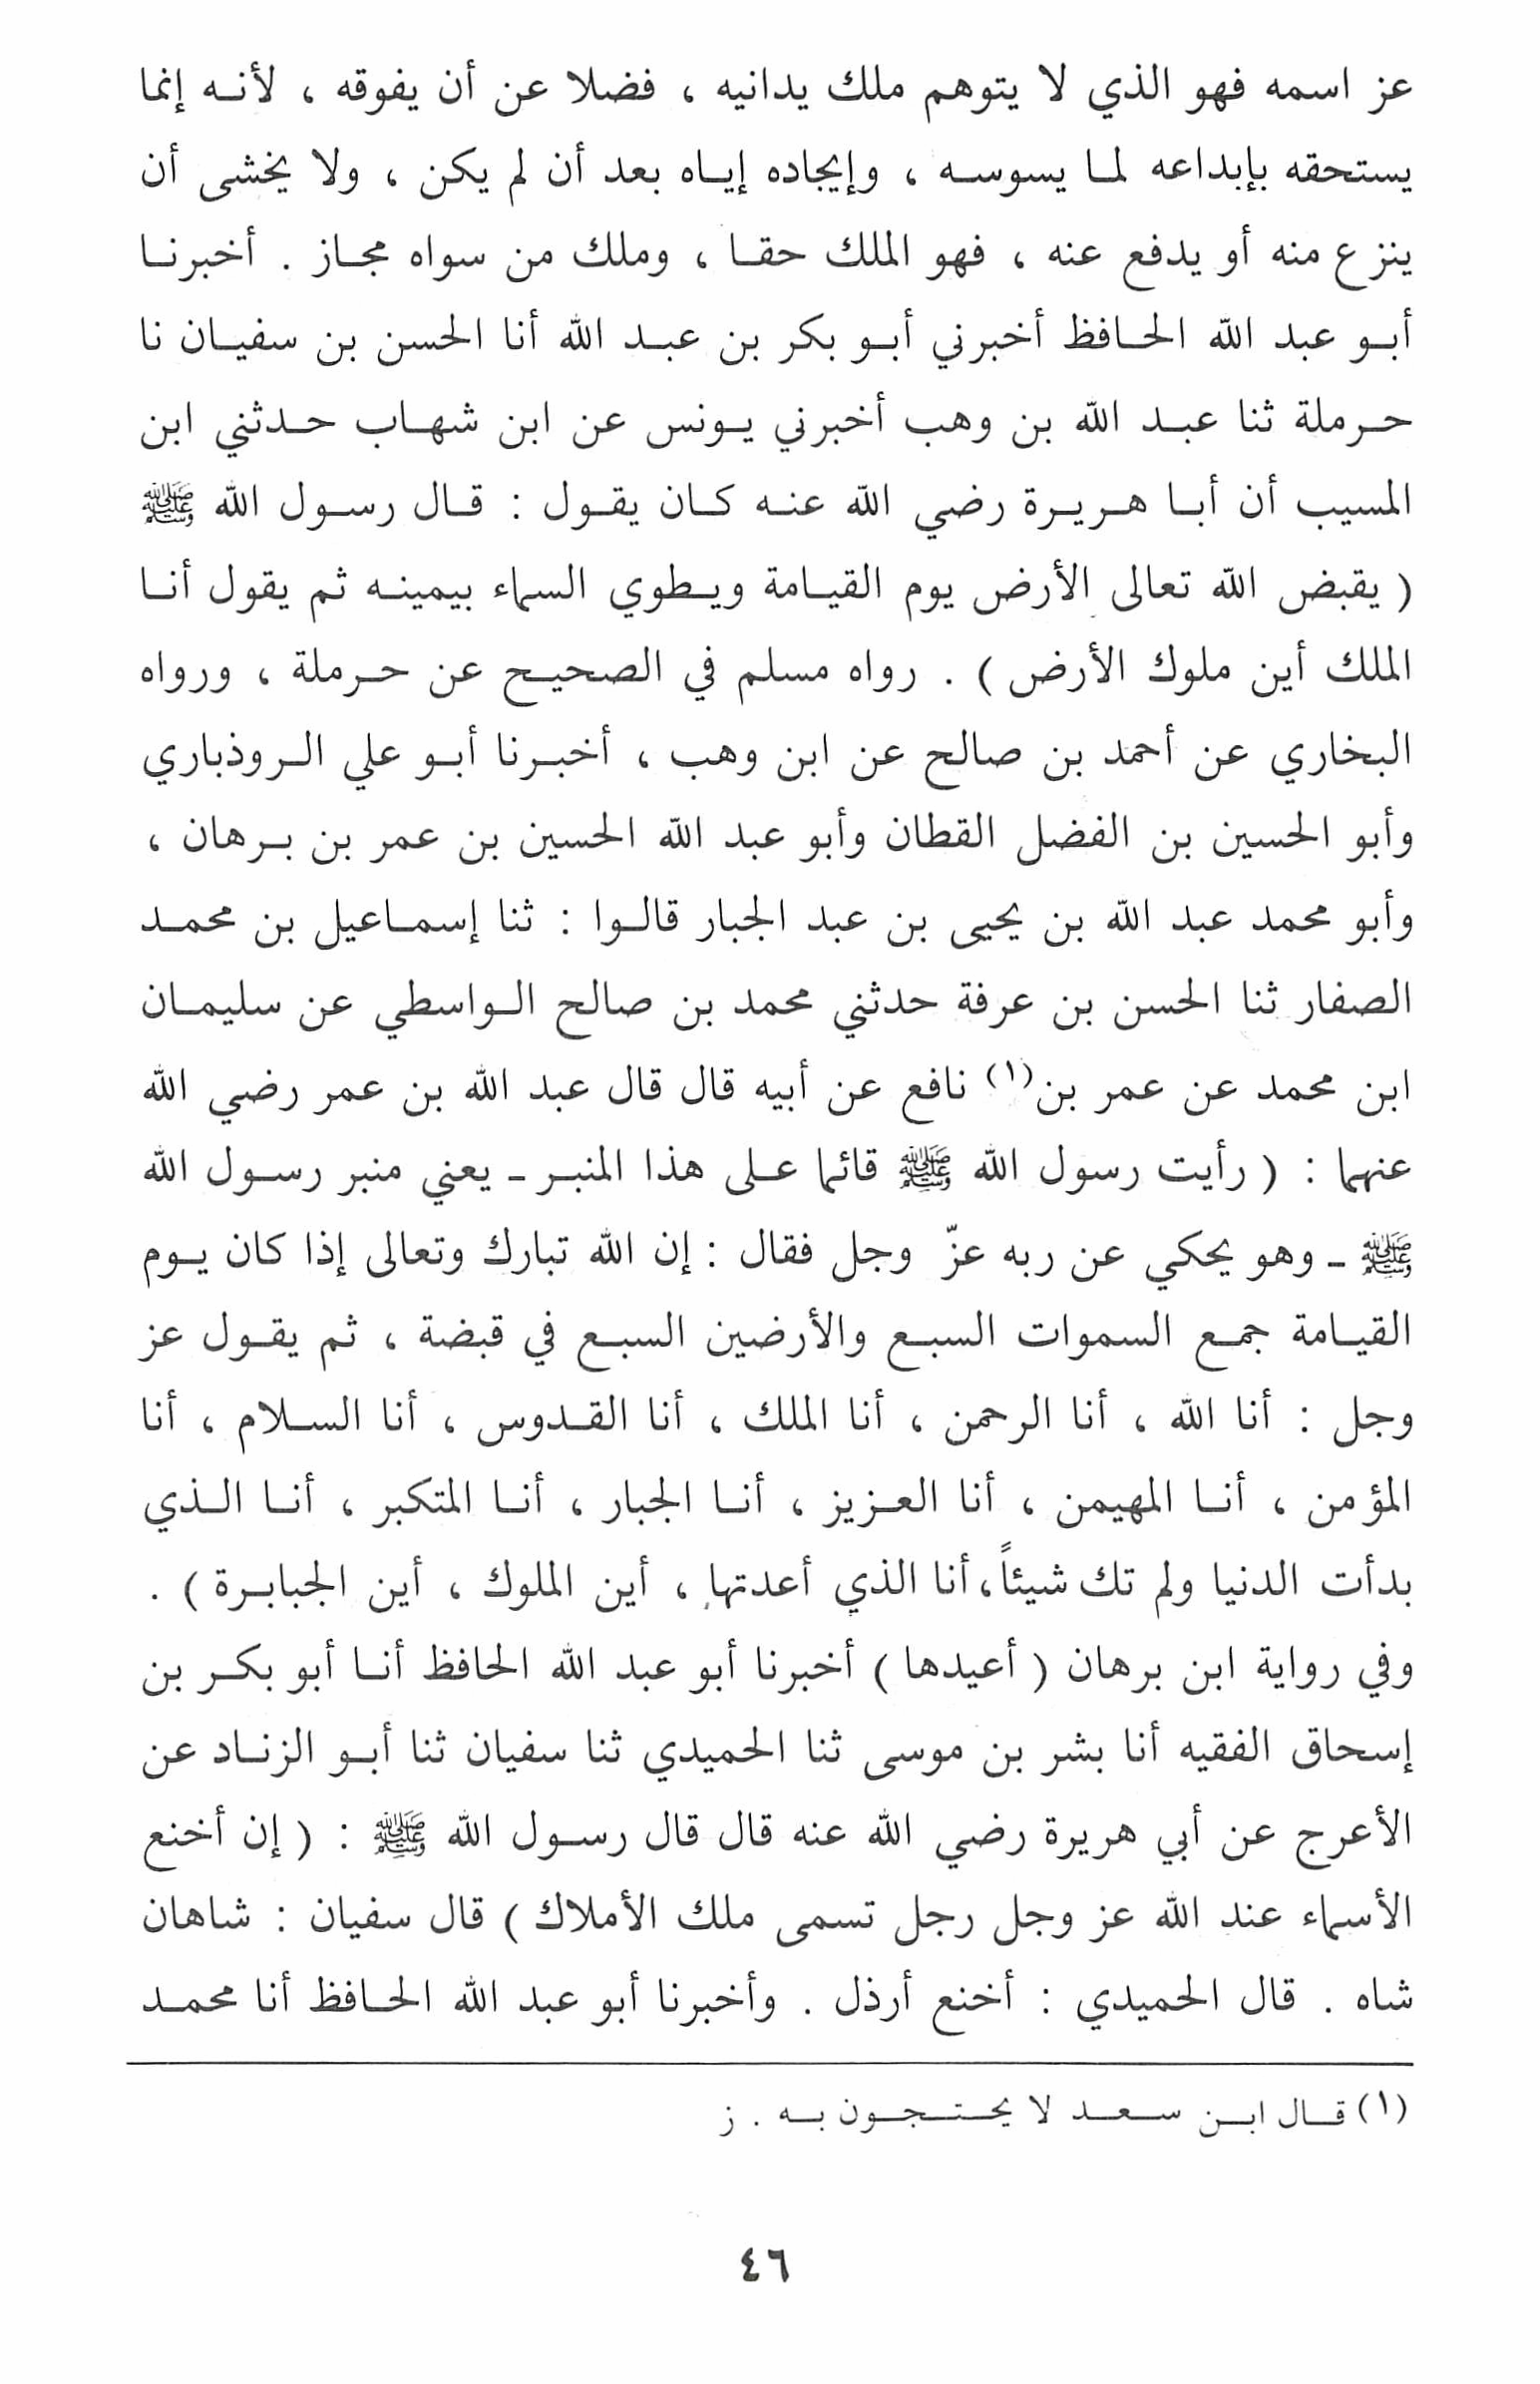 عز اسمه فهو الذي لا يتوهم ملك يدانيه ، فضلا عن أن يفوقه ، لأنه إنما
يستحقه بإبداعه لما يسوسه ، وإيجاده إياه بعد أن لم يكن ، ولا يخشى أن
ينزع منه أو يدفع عنه ، فهو الملك حقا ، وملك من سواه مجاز . أخبرنا
أبو عبد الله الحافظ أخبرني أبو بكر بن عبد الله أنا الحسن بن سفيان نا
حرملة ثنا عبد الله بن وهب أخبرني يونس عن ابن شهاب حدثني ابن
المسيب أن أبا هريرة رضي الله عنه كان يقول : قال رسول الله ﷺ
( يقبض الله تعالى الأرض يوم القيامة ويطوي السماء بيمينه ثم يقول أنا
الملك أين ملوك الأرض ) . رواه مسلم في الصحيح عن حرملة ، ورواه
البخاري عن أحمد بن صالح عن ابن وهب ، أخبرنا أبو علي الروذباري
وأبو الحسين بن الفضل القطان وأبو عبد الله الحسين بن عمر بن برهان ،
وأبو محمد عبد الله بن يحيى بن عبد الجبار قالوا : ثنا إسماعيل بن محمد
الصفار ثنا الحسن بن عرفة حدثني محمد بن صالح الواسطي عن سليمان
ابن محمد عن عمر بن(١) نافع عن أبيه قال قال عبد الله بن عمر رضي الله
عنهما : ( رأيت رسول الله ﷺ قائما على هذا المنبر ـ يعني منبر رسول الله
ﷺ ـ وهو يحكي عن ربه عزّ وجل فقال : إن الله تبارك وتعالى إذا كان يوم
القيامة جمع السموات السبع والأرضين السبع في قبضة ، ثم يقول عز
وجل : أنا الله ، أنا الرحمن ، أنا الملك ، أنا القدوس ، أنا السلام ، أنا
المؤمن ، أنا المهيمن ، أنا العزيز ، أنا الجبار ، أنا المتكبر ، أنا الذي
بدأت الدنيا ولم تك شيئاً، أنا الذي أعدتها ، أين الملوك ، أين الجبابرة ) .
وفي رواية ابن برهان ( أعيدها ) أخبرنا أبو عبد الله الحافظ أنا أبو بكر بن
إسحاق الفقيه أنا بشر بن موسى ثنا الحميدي ثنا سفيان ثنا أبو الزناد عن
الأعرج عن أبي هريرة رضي الله عنه قال قال رسول الله ﷺ : ( إن أخنع
الأسماء عند الله عز وجل رجل تسمى ملك الأملاك ) قال سفيان : شاهان
شاه . قال الحميدي : أخنع أرذل . وأخبرنا أبو عبد الله الحافظ أنا محمد
(١) قال ابن سعد لا يحتجون به . ز
٤٦